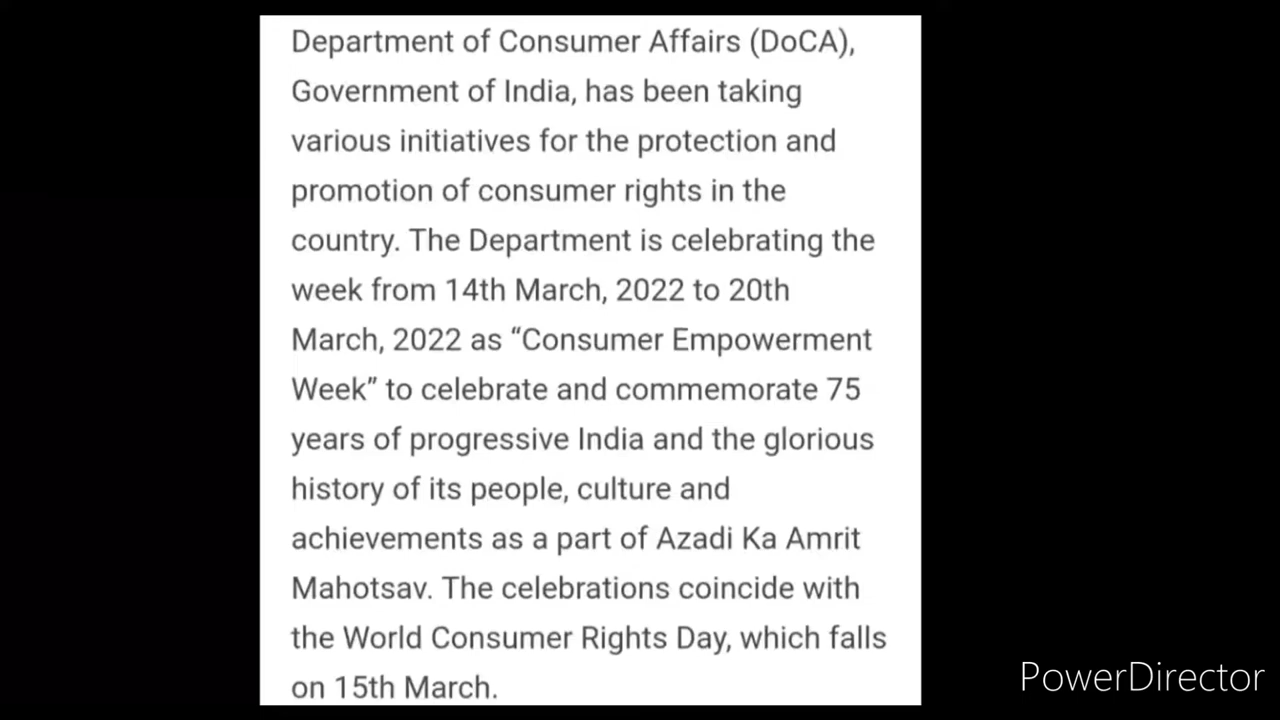 Department of Consumer Affairs (DoCA),
Government of India, has been taking
various initiatives for the protection and
promotion of consumer rights in the
country. The Department is celebrating the
week from 14th March, 2022 to 20th
March, 2022 as “Consumer Empowerment
Week” to celebrate and commemorate 75
years of progressive India and the glorious
history of its people, culture and
achievements as a part of Azadi Ka Amrit
Mahotsav. The celebrations coincide with
the World Consumer Rights Day, which falls
on 15th March.
PowerDirector